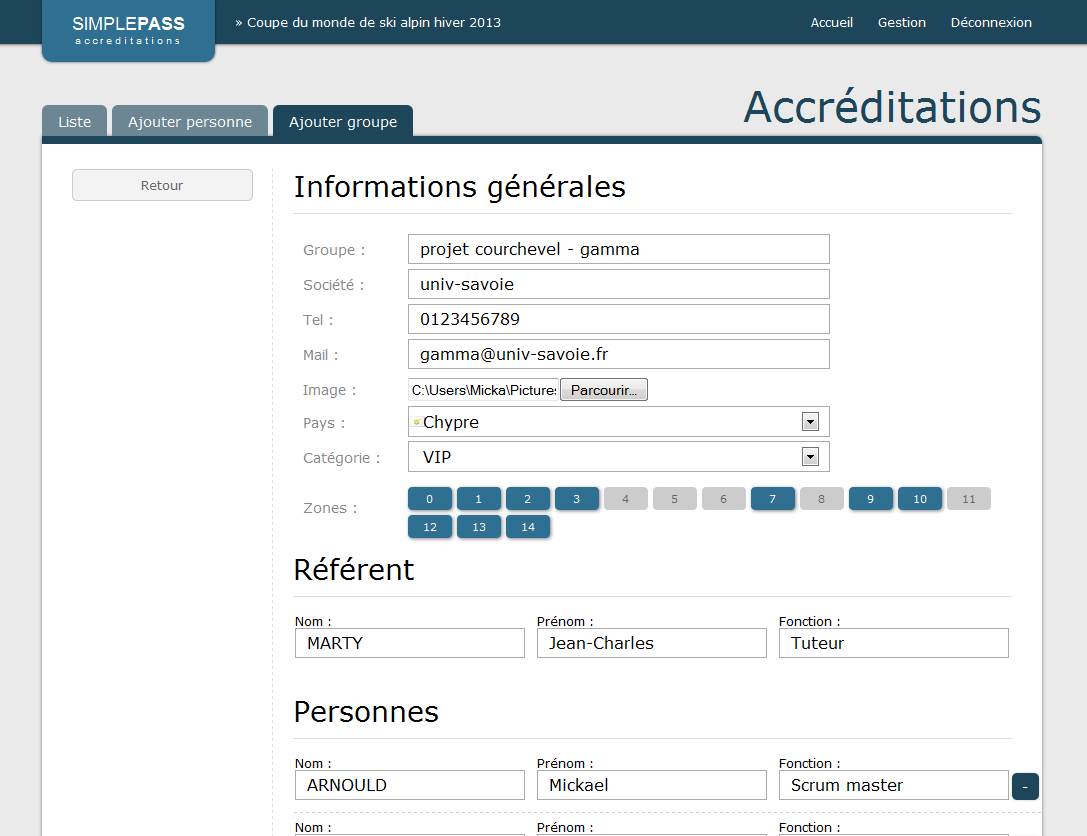 SIMPLEPASS
accreditations
» Coupe du monde de ski alpin hiver 2013
Accueil Gestion Déconnexion
Accréditations
Liste Ajouter personne Ajouter groupe
Retour
Informations générales
Groupe : projet courchevel - gamma
Société : univ-savoie
Tel : 0123456789
Mail : gamma@univ-savoie.fr
Image : C:\Users\Micka\Pictures Parcourir...
Pays : Chypre
Catégorie : VIP
Zones : 0 1 2 3 4 5 6 7 8 9 10 11
12 13 14
Référent
Nom : Prénom : Fonction :
MARTY Jean-Charles Tuteur
Personnes
Nom : Prénom : Fonction :
ARNOULD Mickael Scrum master -
Nom : Prénom : Fonction :